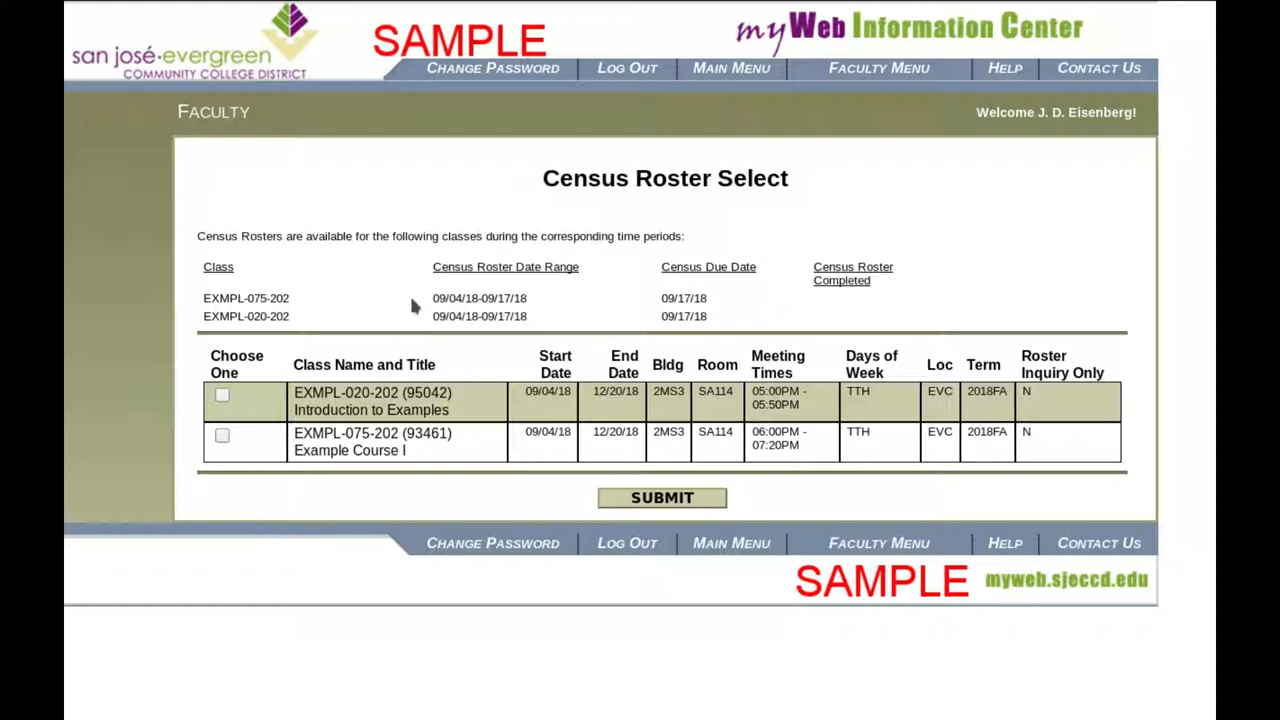 san josé·evergreen
COMMUNITY COLLEGE DISTRICT
SAMPLE
my Web Information Center
CHANGE PASSWORD LOG OUT MAIN MENU FACULTY MENU HELP CONTACT US
FACULTY
Welcome J. D. Eisenberg!
Census Roster Select
Census Rosters are available for the following classes during the corresponding time periods:
Class Census Roster Date Range Census Due Date Census Roster
Completed
EXMPL-075-202 09/04/18-09/17/18 09/17/18
EXMPL-020-202 09/04/18-09/17/18 09/17/18
Choose One Class Name and Title Start Date End Date Bldg Room Meeting Times Days of Week Loc Term Roster Inquiry Only
EXMPL-020-202 (95042) 09/04/18 12/20/18 2MS3 SA114 05:00PM - TTH EVC 2018FA N
Introduction to Examples 05:50PM
EXMPL-075-202 (93461) 09/04/18 12/20/18 2MS3 SA114 06:00PM - TTH EVC 2018FA N
Example Course I 07:20PM
SUBMIT
CHANGE PASSWORD LOG OUT MAIN MENU FACULTY MENU HELP CONTACT US
SAMPLE myweb.sjeccd.edu